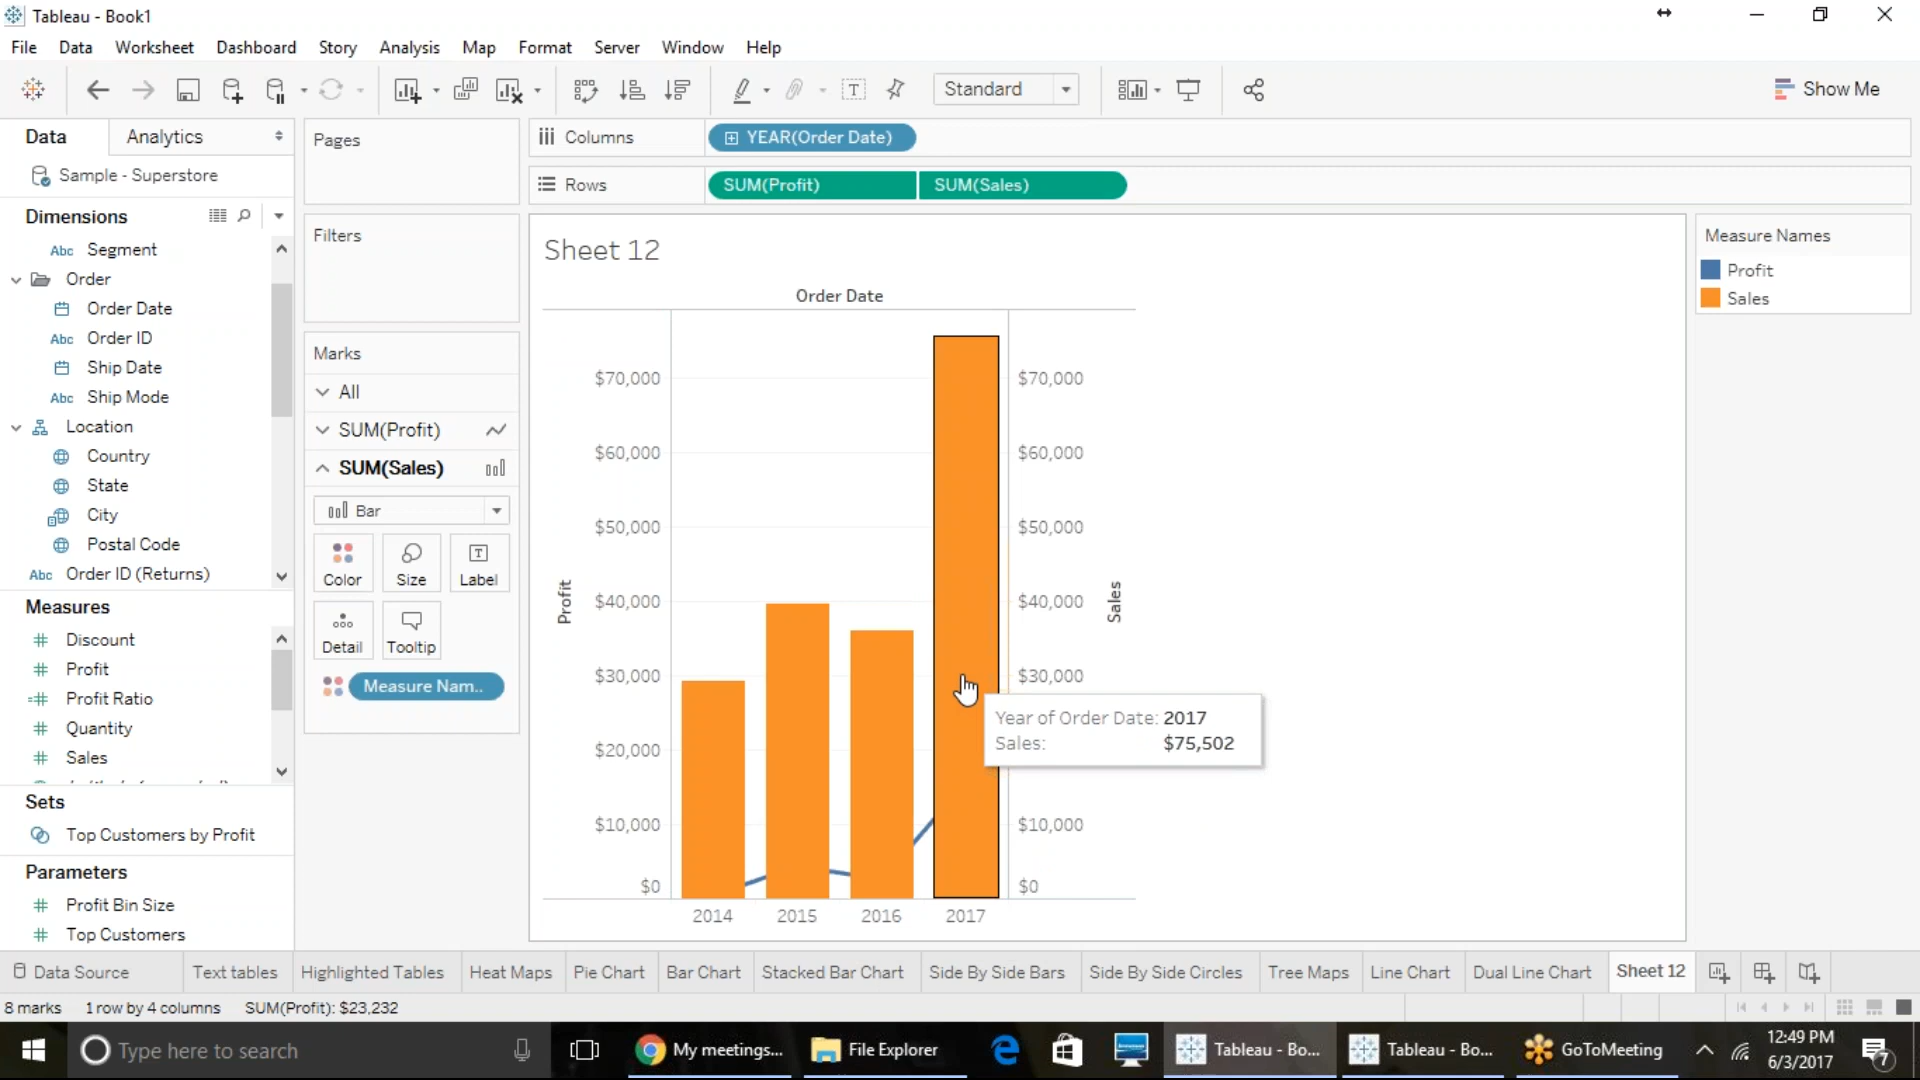 Tableau - Book1
File Data Worksheet Dashboard Story Analysis Map Format Server Window Help
Standard
Show Me
Data Analytics
Sample - Superstore
Dimensions
Abc Segment
Order
Order Date
Abc Order ID
Ship Date
Abc Ship Mode
Location
Country
State
City
Postal Code
Abc Order ID (Returns)
Measures
Discount
Profit
Profit Ratio
Quantity
Sales
Sets
Top Customers by Profit
Parameters
Profit Bin Size
Top Customers
Pages
Filters
Marks
All
SUM(Profit)
SUM(Sales)
Bar
Color Size Label
Detail Tooltip
Measure Nam..
Columns YEAR(Order Date)
Rows SUM(Profit) SUM(Sales)
Sheet 12
Order Date
$70,000 $70,000
$60,000 $60,000
$50,000 $50,000
$40,000 $40,000
$30,000 $30,000
$20,000
$10,000 $10,000
$0 $0
Profit
Sales
2014 2015 2016 2017
Year of Order Date: 2017
Sales: $75,502
Measure Names
Profit
Sales
Data Source Text tables Highlighted Tables Heat Maps Pie Chart Bar Chart Stacked Bar Chart Side By Side Bars Side By Side Circles Tree Maps Line Chart Dual Line Chart Sheet 12
8 marks 1 row by 4 columns SUM(Profit): $23,232
Type here to search
My meetings...
File Explorer
Tableau - Bo...
Tableau - Bo...
GoToMeeting
12:49 PM
6/3/2017
7